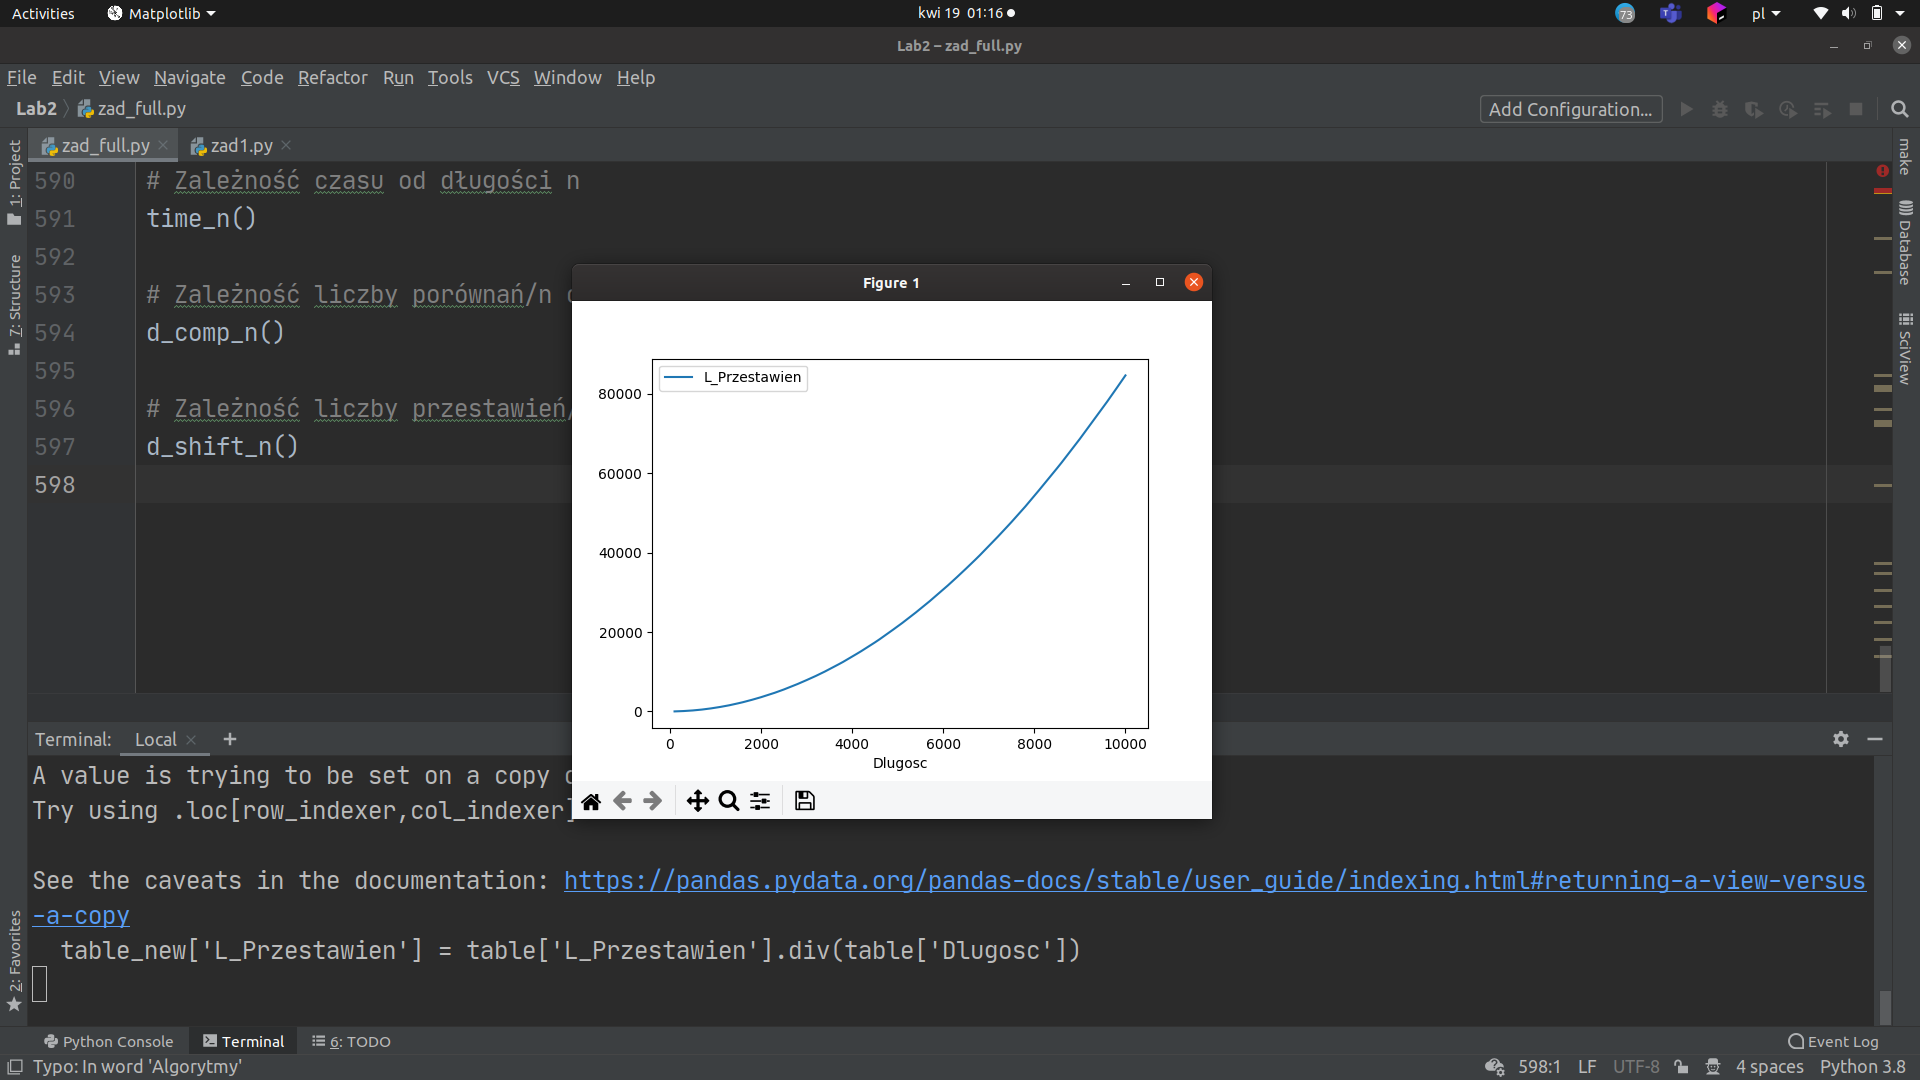 Activities Matplotlib kwi 19 01:16 73 pl
Lab2 – zad_full.py
File Edit View Navigate Code Refactor Run Tools VCS Window Help
Lab2 zad_full.py Add Configuration...
zad_full.py zad1.py
1: Project
7: Structure
2: Favorites
make
Database
SciView
590 # Zależność czasu od długości n
591 time_n()
592
593 # Zależność liczby porównań/n
594 d_comp_n()
595
596 # Zależność liczby przestawień/
597 d_shift_n()
598
Figure 1
L_Przestawien
80000
60000
40000
20000
0
0 2000 4000 6000 8000 10000
Dlugosc
Terminal: Local +
A value is trying to be set on a copy
Try using .loc[row_indexer,col_indexer]
See the caveats in the documentation: https://pandas.pydata.org/pandas-docs/stable/user_guide/indexing.html#returning-a-view-versus
-a-copy
table_new['L_Przestawien'] = table['L_Przestawien'].div(table['Dlugosc'])
Python Console Terminal 6: TODO Event Log
Typo: In word 'Algorytmy' 598:1 LF UTF-8 4 spaces Python 3.8